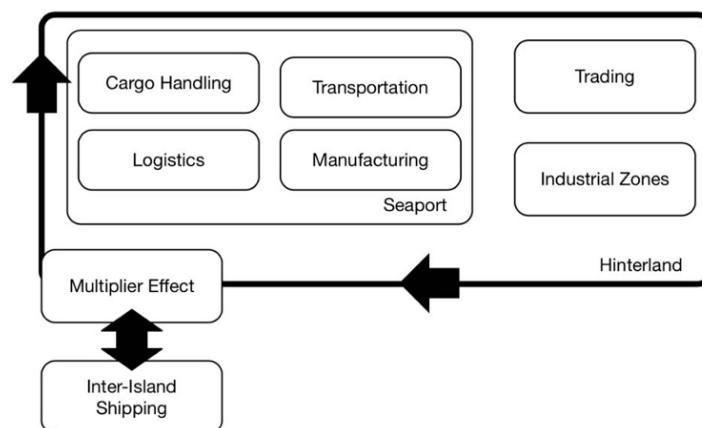 Cargo Handling
Transportation
Trading
Logistics
Manufacturing
Industrial Zones
Seaport
Hinterland
Multiplier Effect
Inter-Island
Shipping